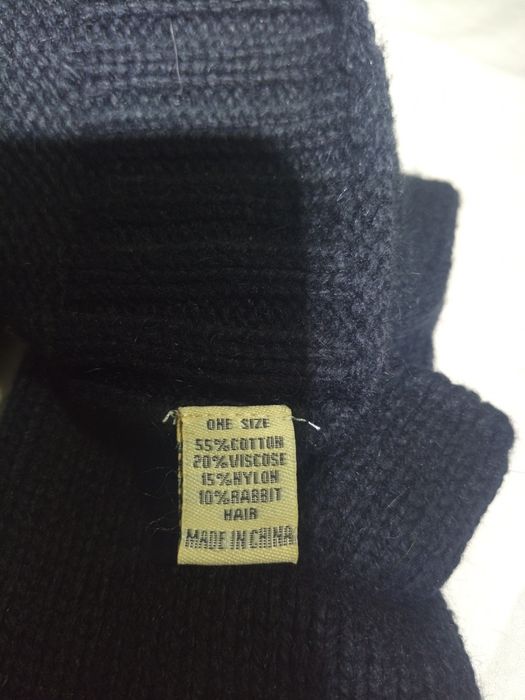 ONE SIZE
55%COTTON
20%VISCOSE
15%NYLON
10%RABBIT
HAIR
MADE IN CHINA